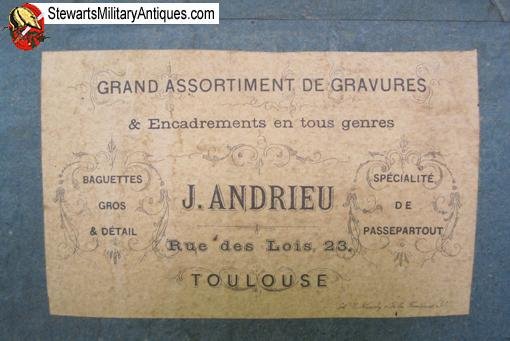 StewartsMilitaryAntiques.com
GRAND ASSORTIMENT DE GRAVURES
& Encadrements en tous genres
BAGUETTES
GROS
& DÉTAIL
J. ANDRIEU
Rue des Lois, 23,
TOULOUSE
SPÉCIALITÉ
DE
PASSEPARTOUT